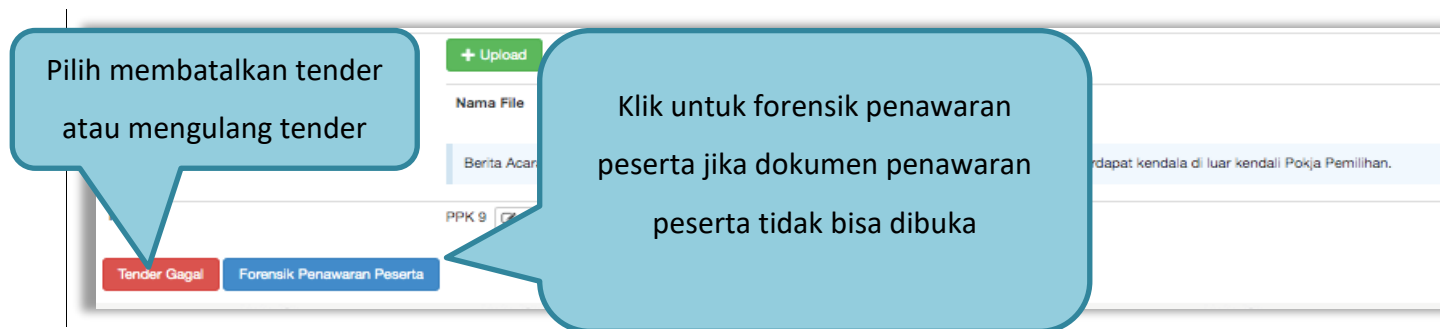 Pilih membatalkan tender
atau mengulang tender
+ Upload
Nama File
Klik untuk forensik penawaran
peserta jika dokumen penawaran
peserta tidak bisa dibuka
Berita Acara
kendala di luar kendali Pokja Pemilihan.
PPK 9
Tender Gagal
Forensik Penawaran Peserta